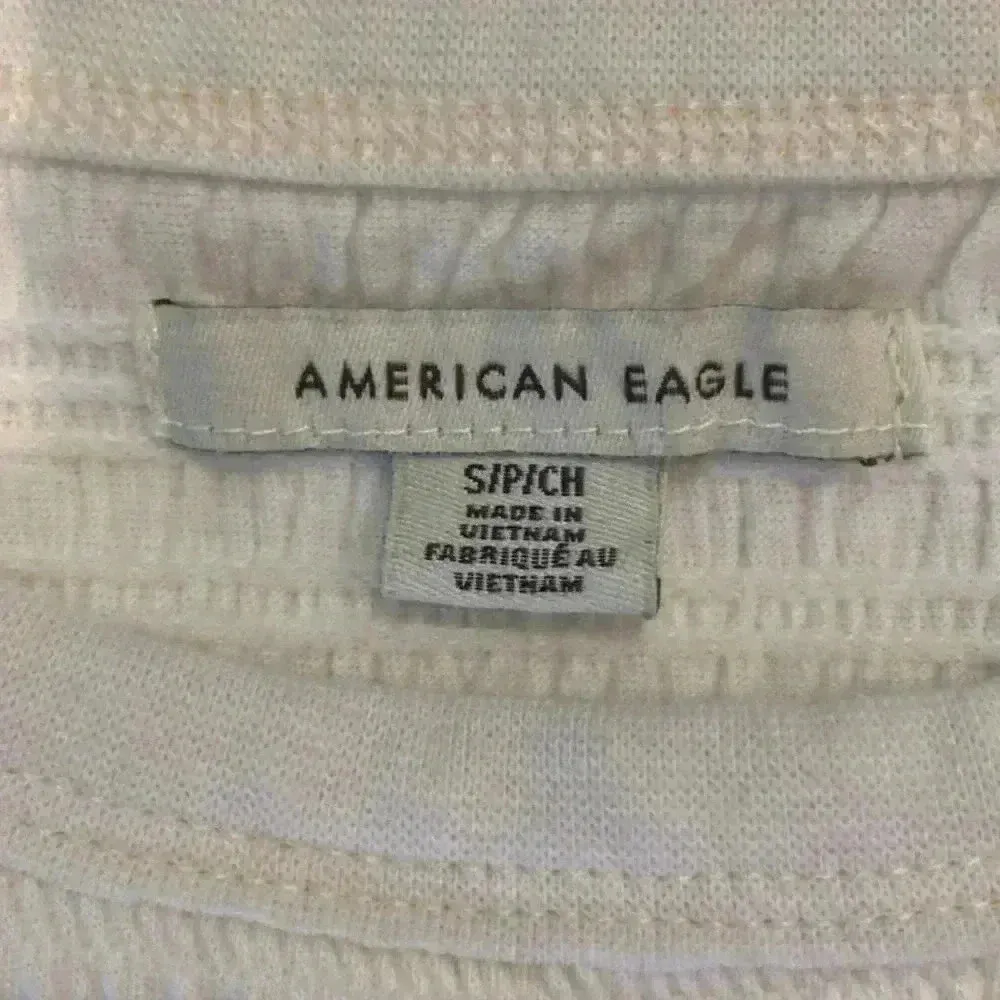 AMERICAN EAGLE
S/P/CH
MADE IN
VIETNAM
FABRIQUÉ AU
VIETNAM